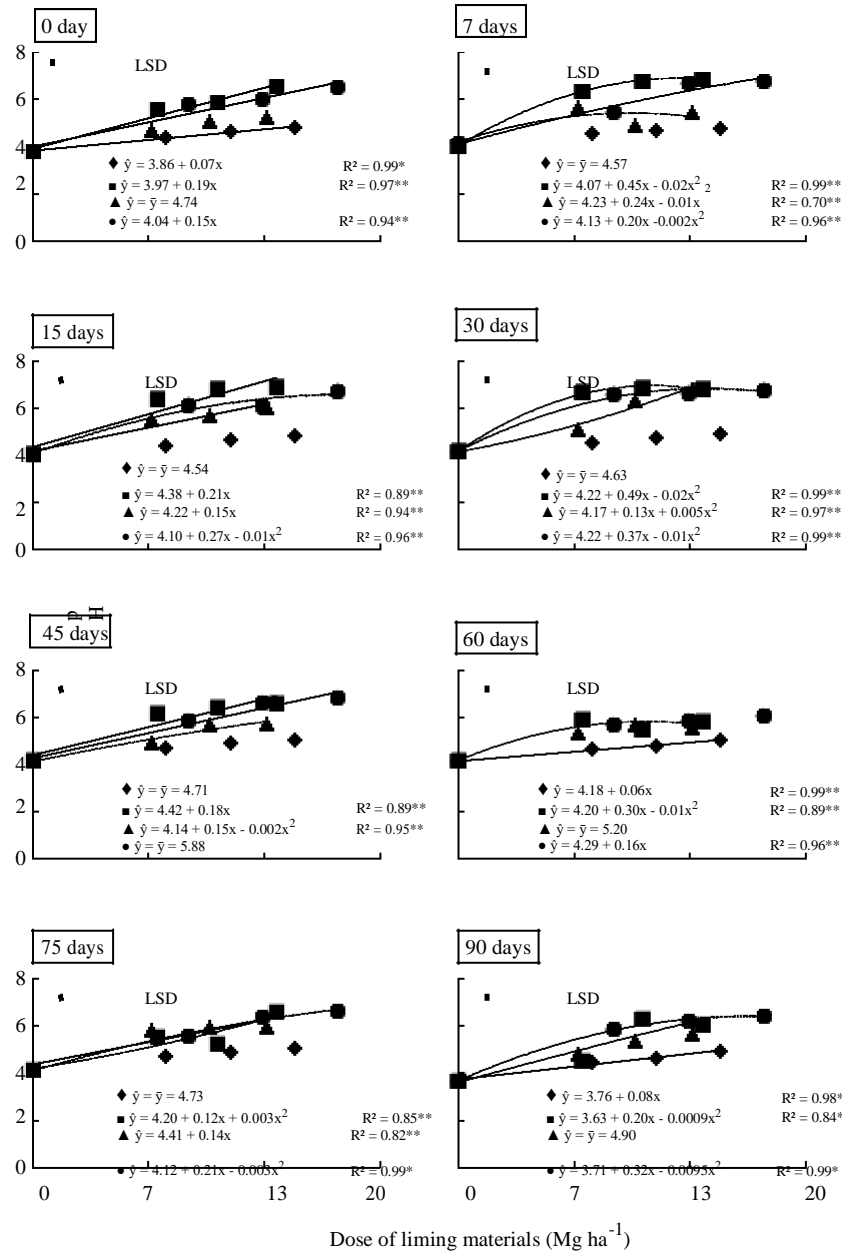 0 day
8
6
4
2
0
LSD
♦ ŷ = 3.86 + 0.07x R² = 0.99*
■ ŷ = 3.97 + 0.19x R² = 0.97**
▲ ŷ = ȳ = 4.74
● ŷ = 4.04 + 0.15x R² = 0.94**
7 days
LSD
♦ ŷ = ȳ = 4.57
■ ŷ = 4.07 + 0.45x - 0.02x² 2 R² = 0.99**
▲ ŷ = 4.23 + 0.24x - 0.01x R² = 0.70**
● ŷ = 4.13 + 0.20x -0.002x² R² = 0.96**
15 days
8
6
4
2
0
LSD
♦ ŷ = ȳ = 4.54
■ ŷ = 4.38 + 0.21x R² = 0.89**
▲ ŷ = 4.22 + 0.15x R² = 0.94**
● ŷ = 4.10 + 0.27x -0.01x² R² = 0.96**
30 days
LSD
♦ ŷ = ȳ = 4.63
■ ŷ = 4.22 + 0.49x - 0.02x² R² = 0.99**
▲ ŷ = 4.17 + 0.13x + 0.005x² R² = 0.97**
● ŷ = 4.22 + 0.37x - 0.01x² R² = 0.99**
pH
45 days
8
6
4
2
0
LSD
♦ ŷ = ȳ = 4.71
■ ŷ = 4.42 + 0.18x R² = 0.89**
▲ ŷ = 4.14 + 0.15x - 0.002x² R² = 0.95**
● ŷ = ȳ = 5.88
60 days
LSD
♦ ŷ = 4.18 + 0.06x R² = 0.99**
■ ŷ = 4.20 + 0.30x - 0.01x² R² = 0.89**
▲ ŷ = ȳ = 5.20
● ŷ = 4.29 + 0.16x R² = 0.96**
75 days
8
6
4
2
0
LSD
♦ ŷ = ȳ = 4.73
■ ŷ = 4.20 + 0.12x + 0.003x² R² = 0.85**
▲ ŷ = 4.41 + 0.14x R² = 0.82**
● ŷ = 4.12 + 0.21x - 0.003x² R² = 0.99*
0 7 13 20
90 days
LSD
♦ ŷ = 3.76 + 0.08x R² = 0.98*
■ ŷ = 3.63 + 0.20x - 0.0009x² R² = 0.84*
▲ ŷ = ȳ = 4.90
● ŷ = 3.71 + 0.32x - 0.0095x² R² = 0.99*
0 7 13 20
Dose of liming materials (Mg ha⁻¹)